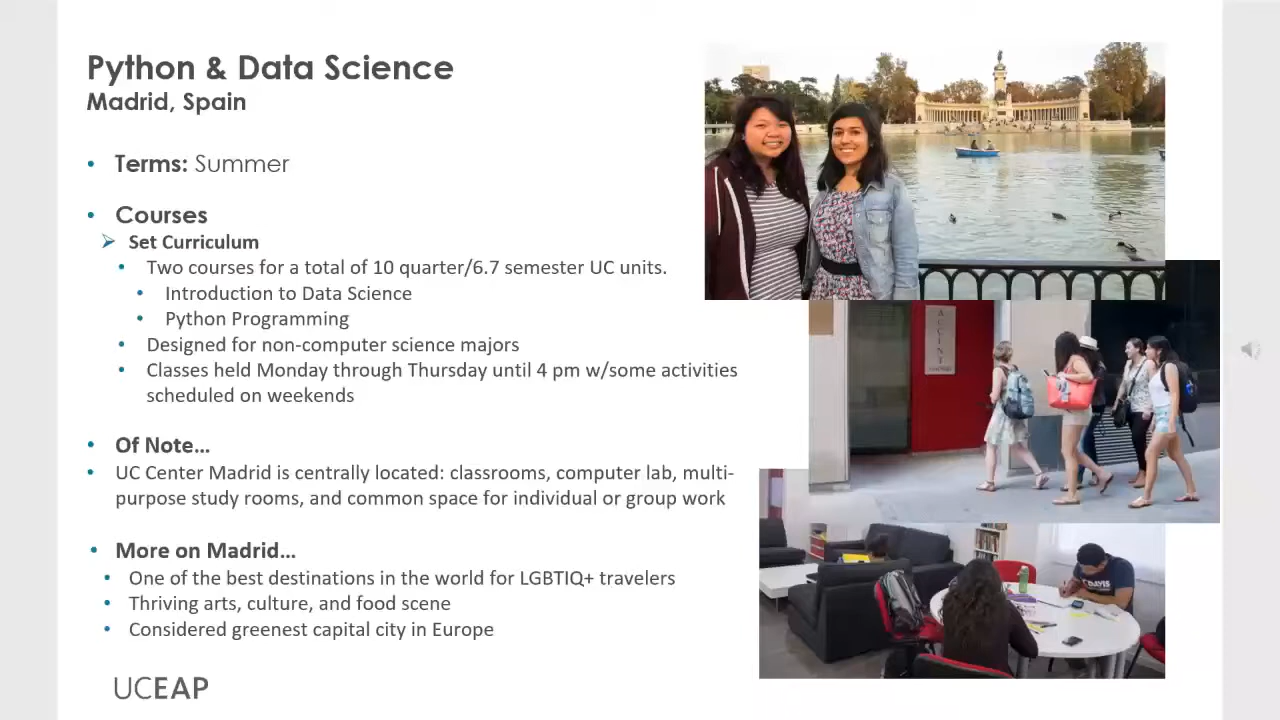 Python & Data Science
Madrid, Spain
• Terms: Summer
• Courses
➢ Set Curriculum
• Two courses for a total of 10 quarter/6.7 semester UC units.
• Introduction to Data Science
• Python Programming
• Designed for non-computer science majors
• Classes held Monday through Thursday until 4 pm w/some activities
scheduled on weekends
• Of Note...
• UC Center Madrid is centrally located: classrooms, computer lab, multi-
purpose study rooms, and common space for individual or group work
• More on Madrid...
• One of the best destinations in the world for LGBTIQ+ travelers
• Thriving arts, culture, and food scene
• Considered greenest capital city in Europe
UCEAP
ACCENT
DAVIS